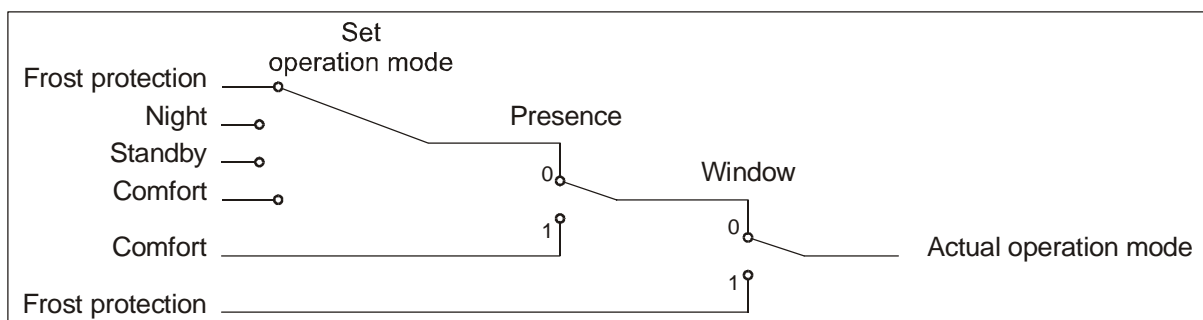 Set
operation mode
Frost protection
Night
Presence
Standby
0
Window
Comfort
1
0
Comfort
Actual operation mode
1
Frost protection